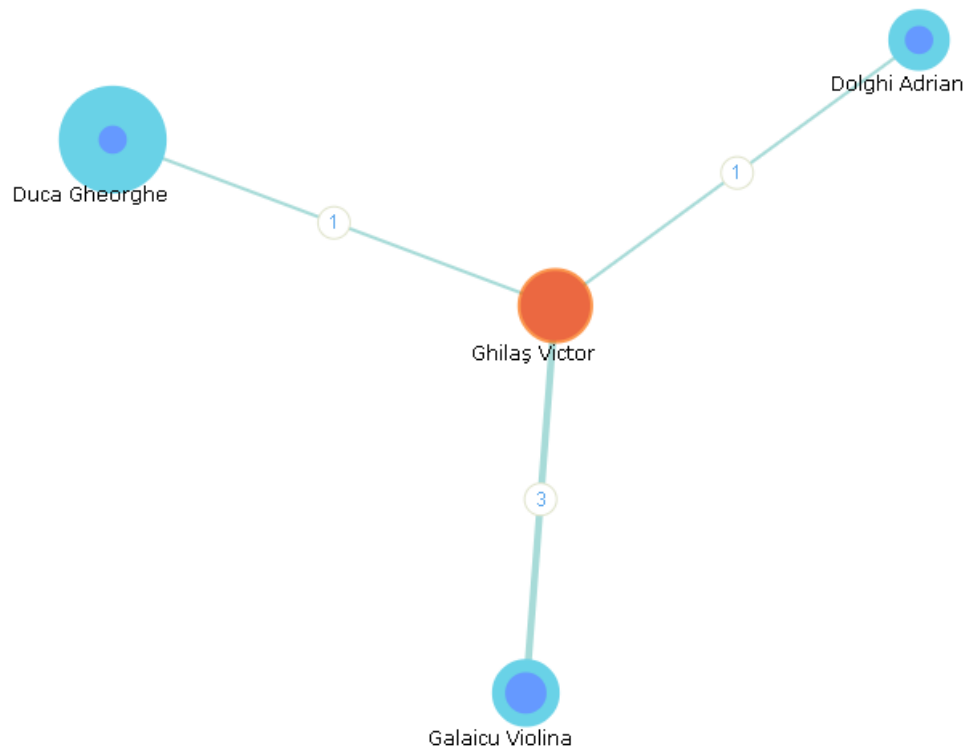 Dolghi Adrian
1
Duca Gheorghe
1
Ghilaş Victor
3
Galaicu Violina